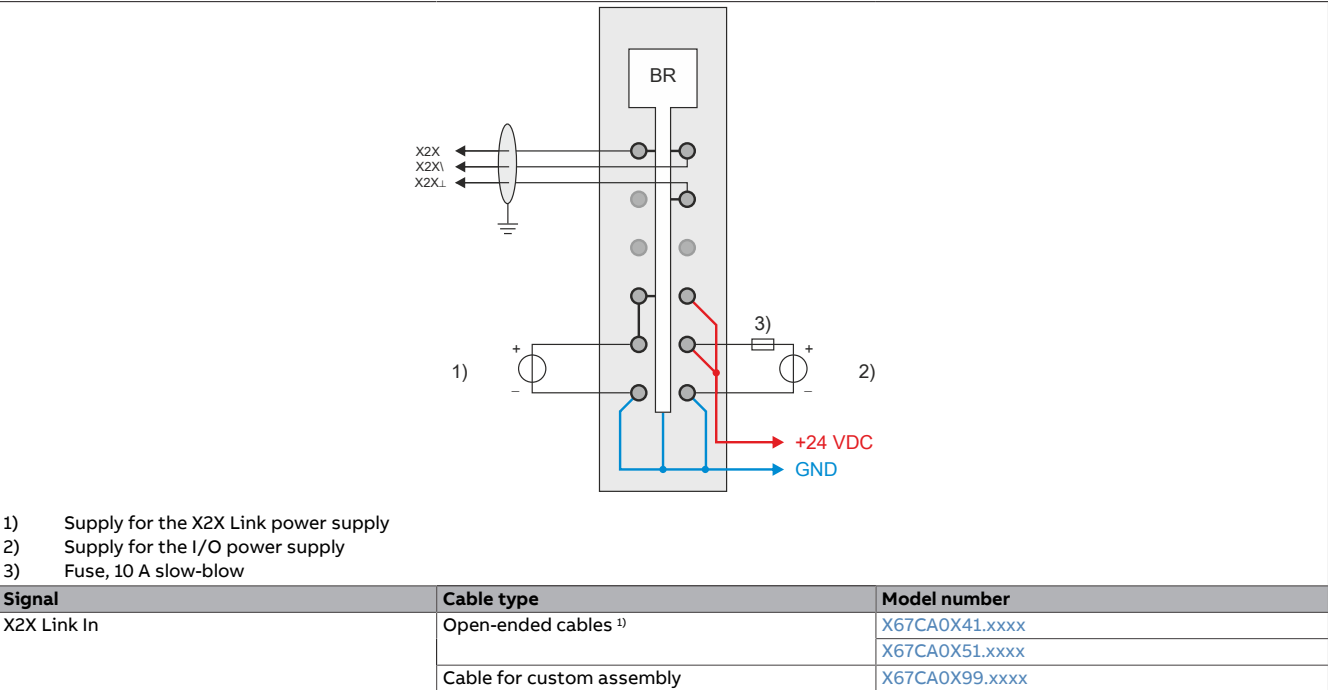 BR
X2X
X2X\
X2X⊥
3)
+
+
1)
2)
–
–
+24 VDC
GND
1) Supply for the X2X Link power supply
2) Supply for the I/O power supply
3) Fuse, 10 A slow-blow
Signal Cable type Model number
X2X Link In Open-ended cables 1) X67CA0X41.xxxx
X67CA0X51.xxxx
Cable for custom assembly X67CA0X99.xxxx